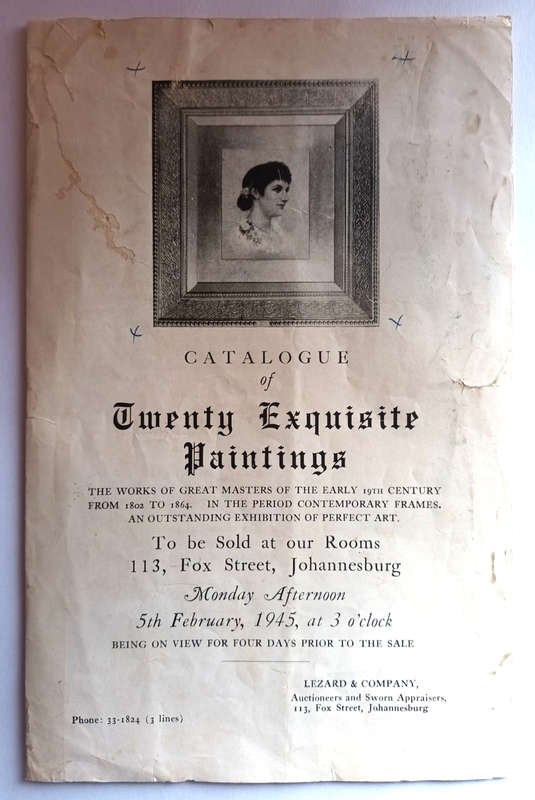 CATALOGUE
of
Twenty Exquisite
Paintings
THE WORKS OF GREAT MASTERS OF THE EARLY 19TH CENTURY
FROM 1802 TO 1864. IN THE PERIOD CONTEMPORARY FRAMES.
AN OUTSTANDING EXHIBITION OF PERFECT ART.
To be Sold at our Rooms
113, Fox Street, Johannesburg
Monday Afternoon
5th February, 1945, at 3 o'clock
BEING ON VIEW FOR FOUR DAYS PRIOR TO THE SALE
LEZARD & COMPANY,
Auctioneers and Sworn Appraisers,
113, Fox Street, Johannesburg
Phone: 33-1824 (3 lines)